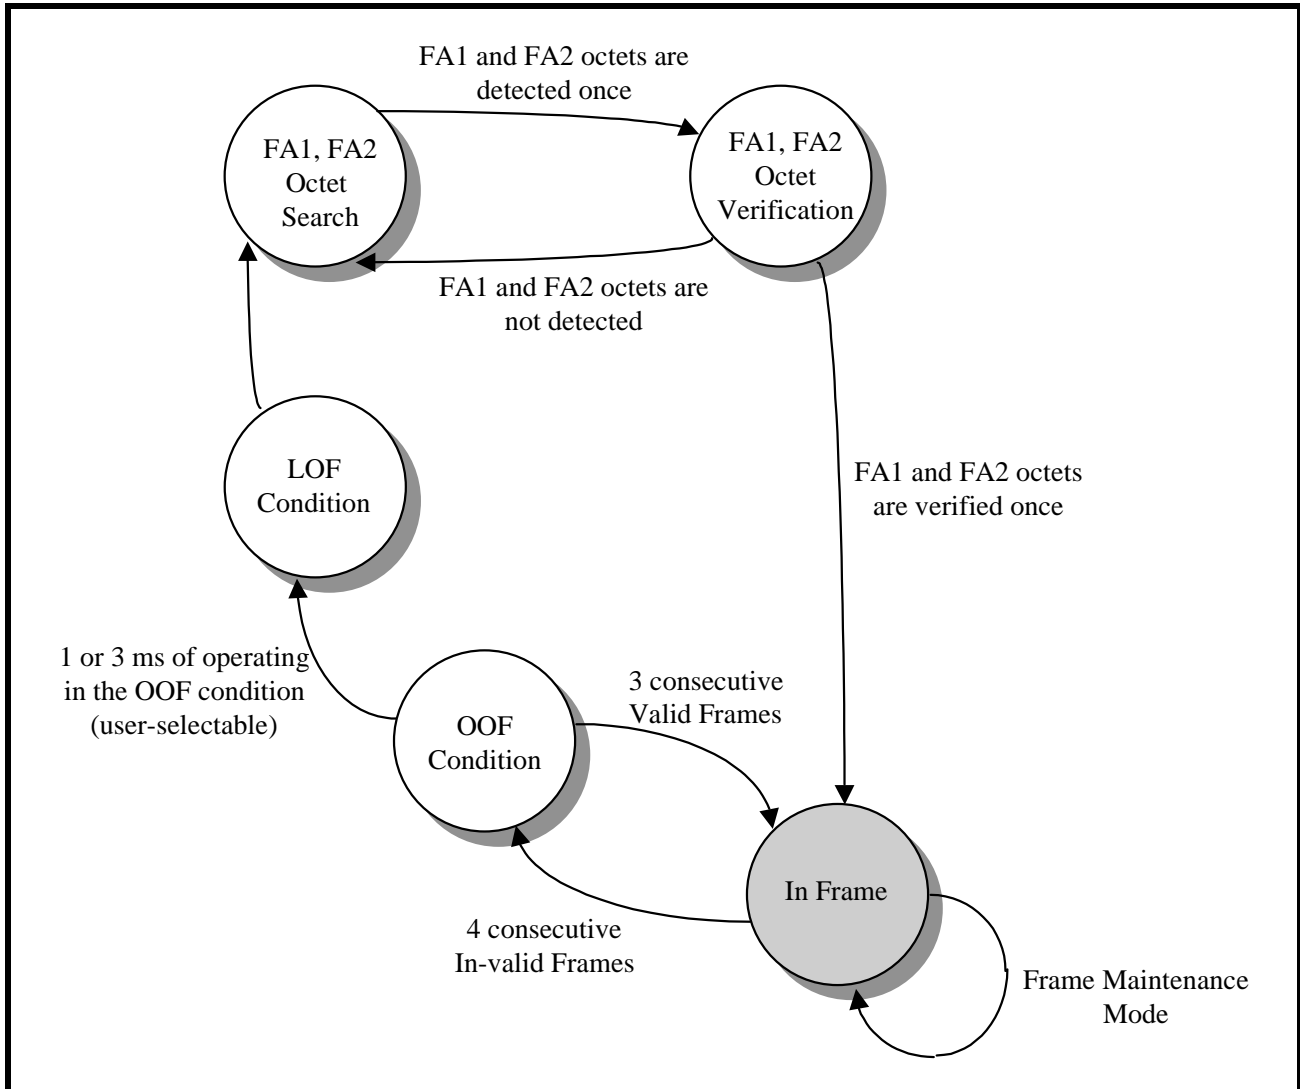 FA1 and FA2 octets are
detected once
FA1, FA2
Octet
Search
FA1, FA2
Octet
Verification
FA1 and FA2 octets are
not detected
LOF
Condition
FA1 and FA2 octets
are verified once
1 or 3 ms of operating
in the OOF condition
(user-selectable)
OOF
Condition
3 consecutive
Valid Frames
In Frame
4 consecutive
In-valid Frames
Frame Maintenance
Mode